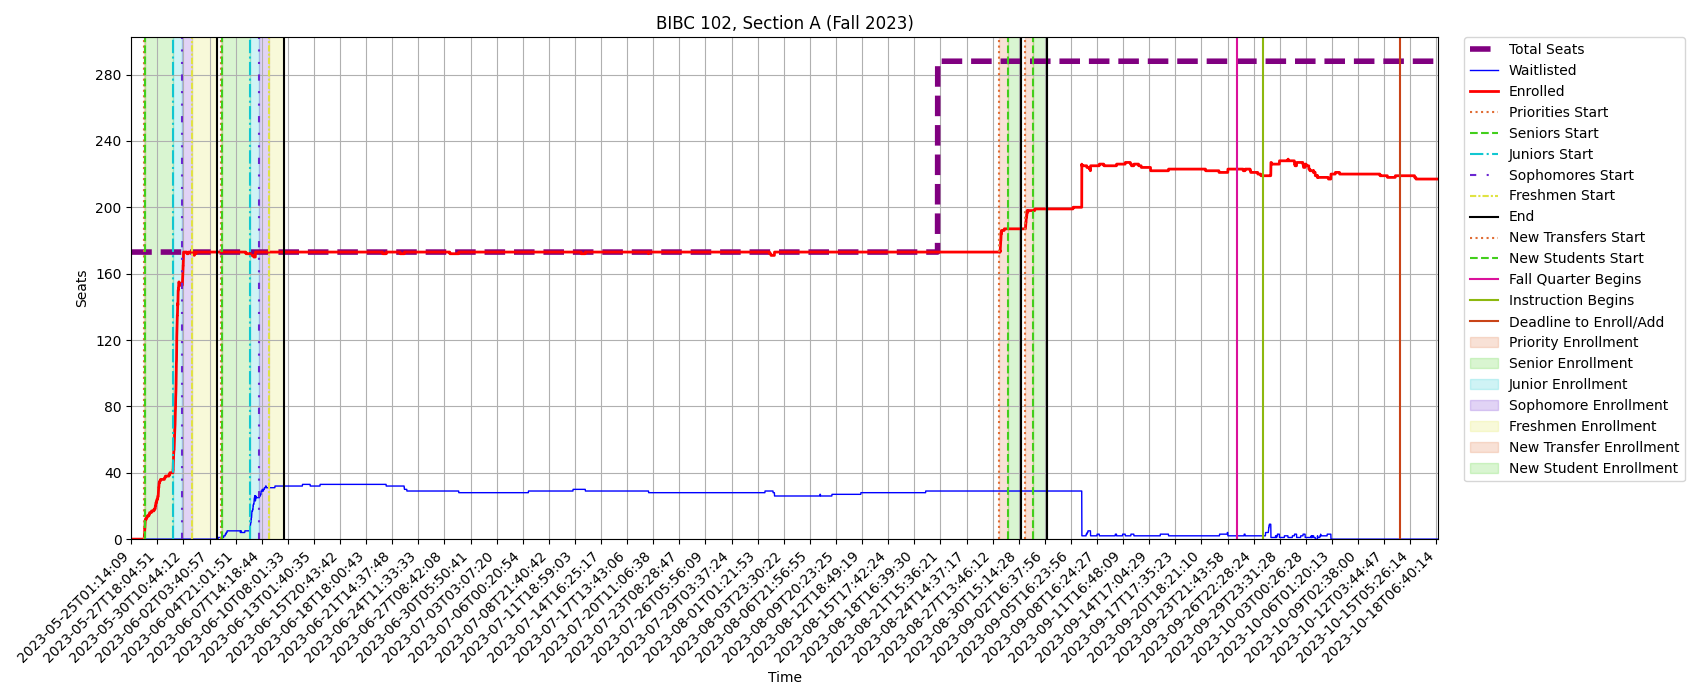 BIBC 102, Section A (Fall 2023)
Seats
280
240
200
160
120
80
40
0
2023-05-25T01:14:09
2023-05-27T18:04:51
2023-05-30T10:44:12
2023-06-02T03:40:57
2023-06-04T21:01:51
2023-06-07T14:18:44
2023-06-10T08:01:33
2023-06-13T01:40:35
2023-06-15T20:43:42
2023-06-18T18:00:43
2023-06-21T14:37:48
2023-06-24T11:33:33
2023-06-27T08:42:08
2023-06-30T05:50:41
2023-07-03T03:07:20
2023-07-06T00:20:54
2023-07-08T21:40:42
2023-07-11T18:59:03
2023-07-14T16:25:17
2023-07-17T13:43:06
2023-07-20T11:06:38
2023-07-23T08:28:47
2023-07-26T05:56:09
2023-07-29T03:37:24
2023-08-01T01:21:53
2023-08-03T23:30:22
2023-08-06T21:56:55
2023-08-09T20:23:25
2023-08-12T18:49:19
2023-08-15T17:42:24
2023-08-18T16:39:30
2023-08-21T15:36:21
2023-08-24T14:37:17
2023-08-27T13:46:12
2023-08-30T15:14:28
2023-09-02T16:37:56
2023-09-05T16:23:56
2023-09-08T16:24:27
2023-09-11T16:48:09
2023-09-14T17:04:29
2023-09-17T17:35:23
2023-09-20T18:21:10
2023-09-23T21:43:58
2023-09-26T22:28:24
2023-09-29T23:31:28
2023-10-03T00:26:28
2023-10-06T01:20:13
2023-10-09T02:38:00
2023-10-12T03:44:47
2023-10-15T05:26:14
2023-10-18T06:40:14
Time
Total Seats
Waitlisted
Enrolled
Priorities Start
Seniors Start
Juniors Start
Sophomores Start
Freshmen Start
End
New Transfers Start
New Students Start
Fall Quarter Begins
Instruction Begins
Deadline to Enroll/Add
Priority Enrollment
Senior Enrollment
Junior Enrollment
Sophomore Enrollment
Freshmen Enrollment
New Transfer Enrollment
New Student Enrollment